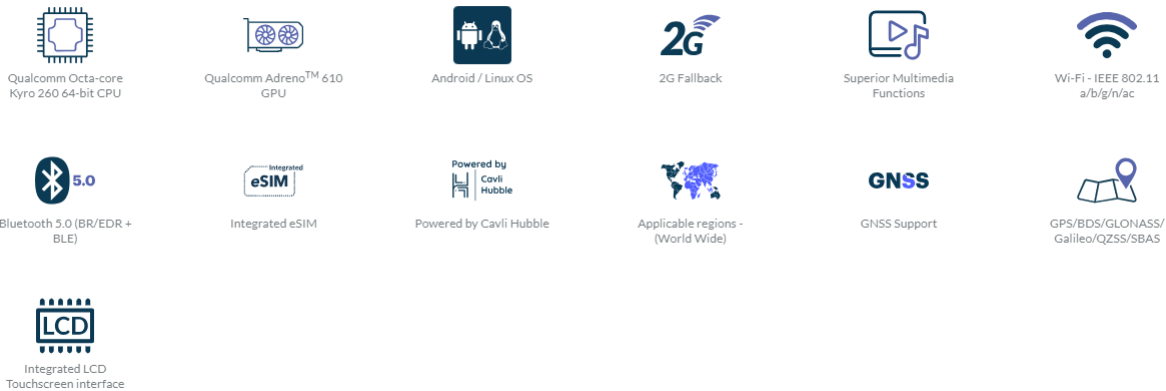 2G
Qualcomm Octa-core
Kyro 260 64-bit CPU
Qualcomm Adreno™ 610
GPU
Android / Linux OS
2G Fallback
Superior Multimedia
Functions
Wi-Fi - IEEE 802.11
a/b/g/n/ac
5.0
Integrated
eSIM
Powered by
Cavli
Hubble
GNSS
Bluetooth 5.0 (BR/EDR +
BLE)
Integrated eSIM
Powered by Cavli Hubble
Applicable regions -
(World Wide)
GNSS Support
GPS/BDS/GLONASS/
Galileo/QZSS/SBAS
LCD
Integrated LCD
Touchscreen interface